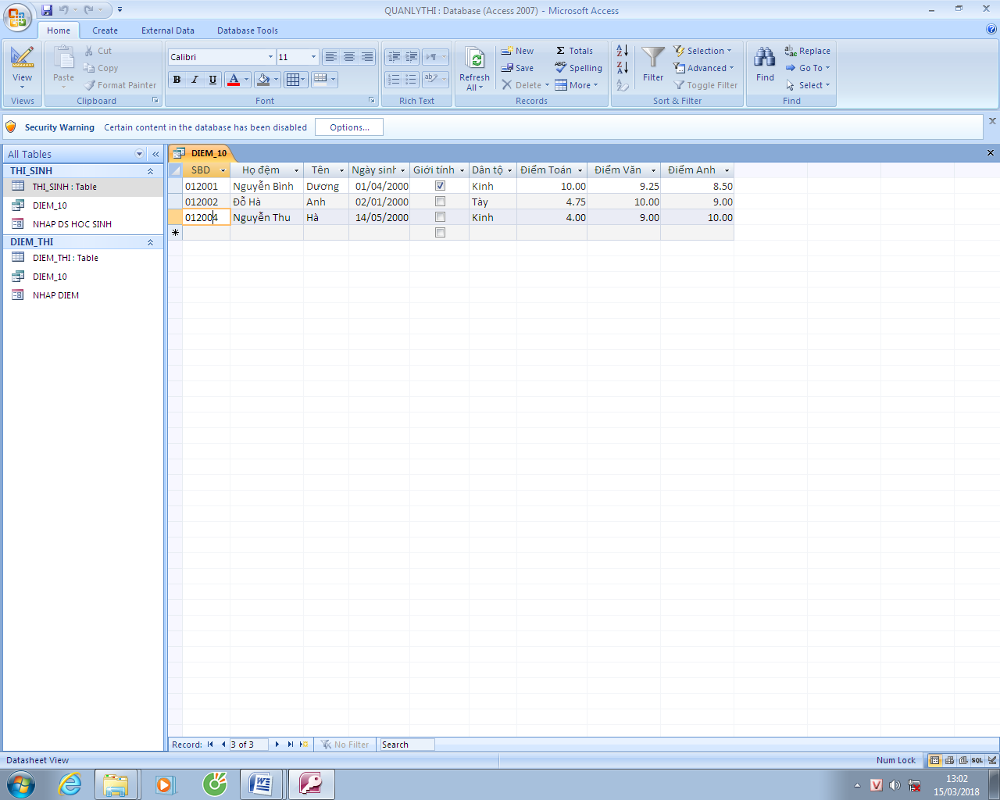 QUANLYTHI : Database (Access 2007) - Microsoft Access
Home Create External Data Database Tools
View
Views
Paste
Cut
Copy
Format Painter
Clipboard
Calibri 11
B I U A
Font
Rich Text
Refresh All
New
Save
Delete
Totals
Spelling
More
Records
Filter
Selection
Advanced
Toggle Filter
Sort & Filter
Find
Replace
Go To
Select
Find
Security Warning Certain content in the database has been disabled Options...
All Tables
THI_SINH
THI_SINH : Table
DIEM_10
NHAP DS HOC SINH
DIEM_THI
DIEM_THI : Table
DIEM_10
NHAP DIEM
DIEM_10
SBD Họ đệm Tên Ngày sinh Giới tính Dân tộ Điểm Toán Điểm Văn Điểm Anh
012001 Nguyễn Bình Dương 01/04/2000 Kinh 10.00 9.25 8.50
012002 Đỗ Hà Anh 02/01/2000 Tày 4.75 10.00 9.00
012004 Nguyễn Thu Hà 14/05/2000 Kinh 4.00 9.00 10.00
Record: 3 of 3 No Filter Search
Datasheet View Num Lock SQL
13:02
15/03/2018